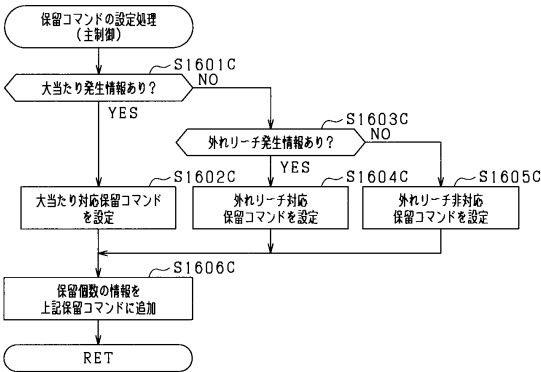 保留コマンドの設定処理
(主制御)
S1601C
大当たり発生情報あり?
NO
YES
S1603C
外れリーチ発生情報あり?
NO
YES
S1602C
大当たり対応保留コマンド
を設定
S1604C
外れリーチ対応
保留コマンドを設定
S1605C
外れリーチ非対応
保留コマンドを設定
S1606C
保留個数の情報を
上記保留コマンドに追加
RET